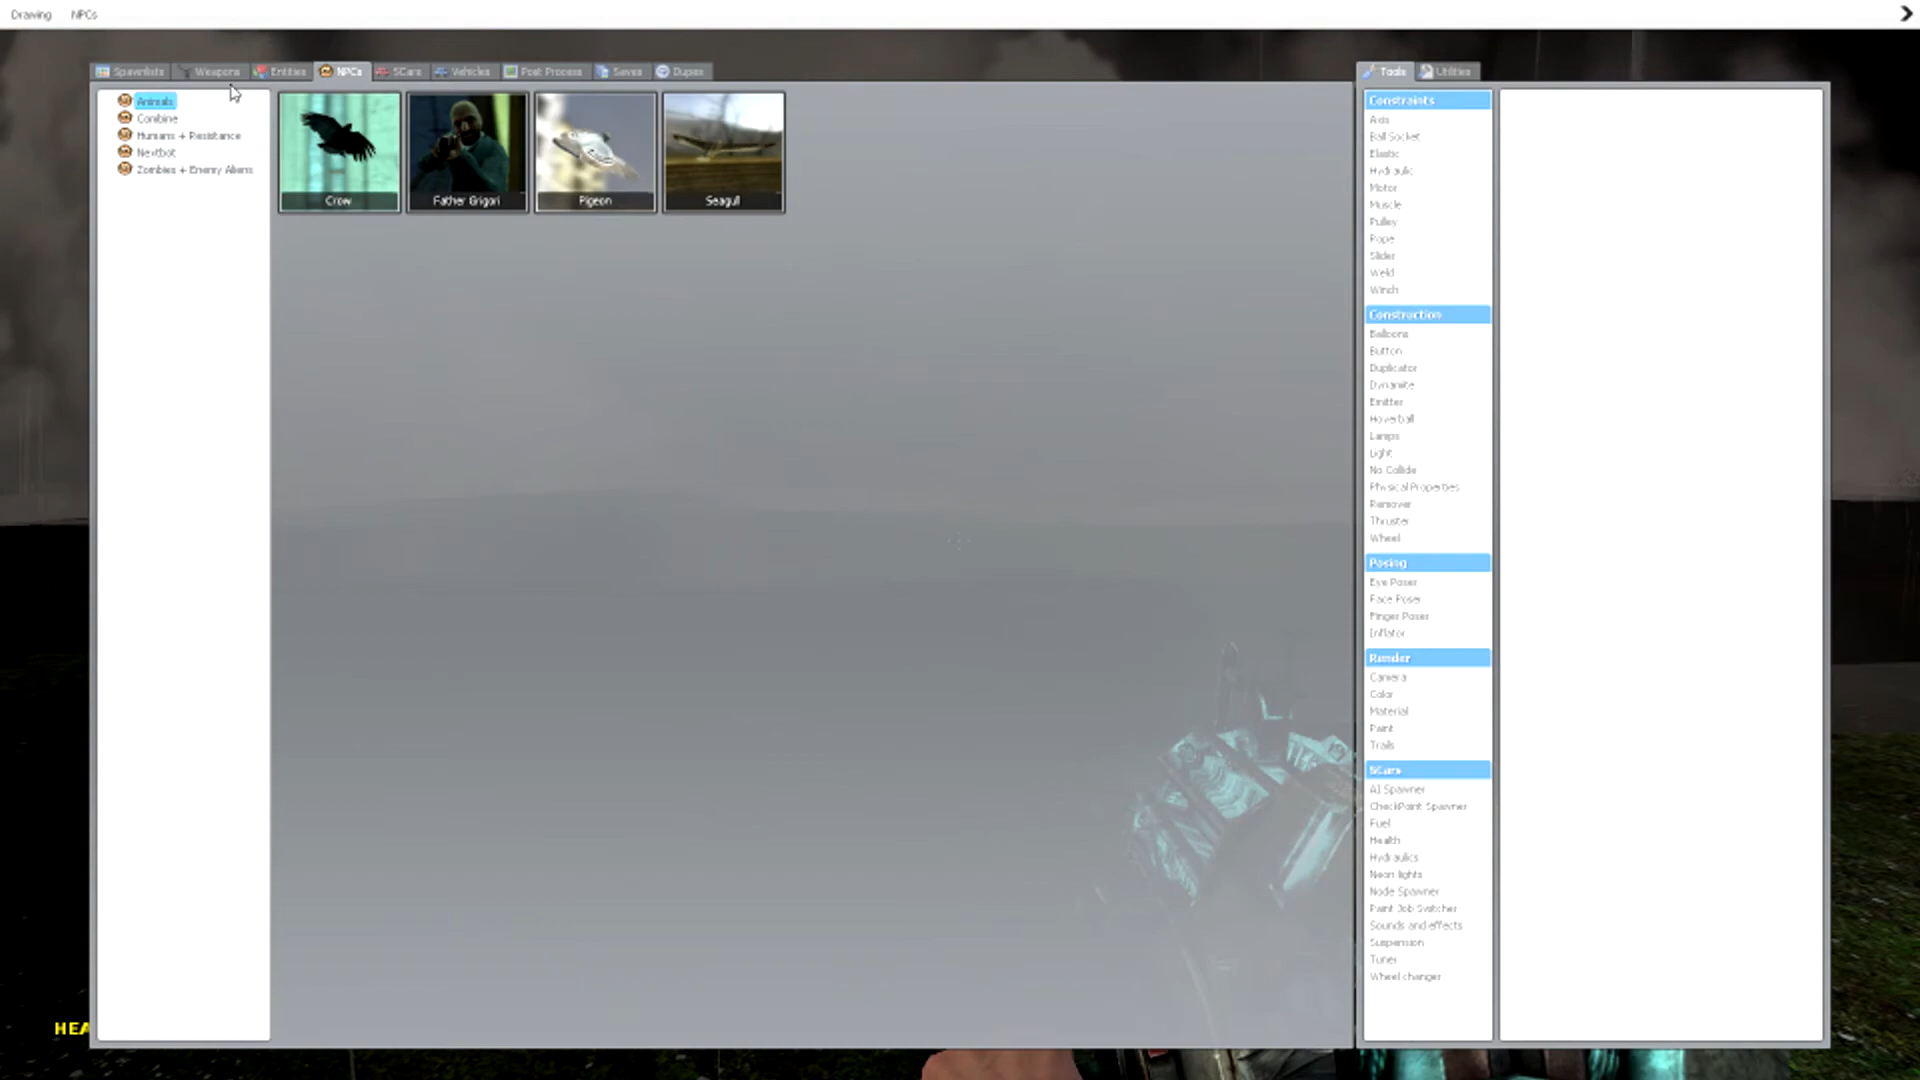 Drawing NPCs
Spawnlists Weapons Entities NPCs SCars Vehicles Post Process Saves Dupes
Animals
Combine
Humans + Resistance
Nextbot
Zombies + Enemy Aliens
Crow Father Grigori Pigeon Seagull
Tools Utilities
Constraints
Axis
Ball Socket
Elastic
Hydraulic
Motor
Muscle
Pulley
Rope
Slider
Weld
Winch
Construction
Balloons
Button
Duplicator
Dynamite
Emitter
Hoverball
Lamps
Light
No Collide
Physical Properties
Remover
Thruster
Wheel
Posing
Eye Poser
Face Poser
Finger Poser
Inflator
Render
Camera
Color
Material
Paint
Trails
SCars
AI Spawner
CheckPoint Spawner
Fuel
Health
Hydraulics
Neon lights
Node Spawner
Paint Job Switcher
Sounds and effects
Suspension
Tuner
Wheel changer
HEA